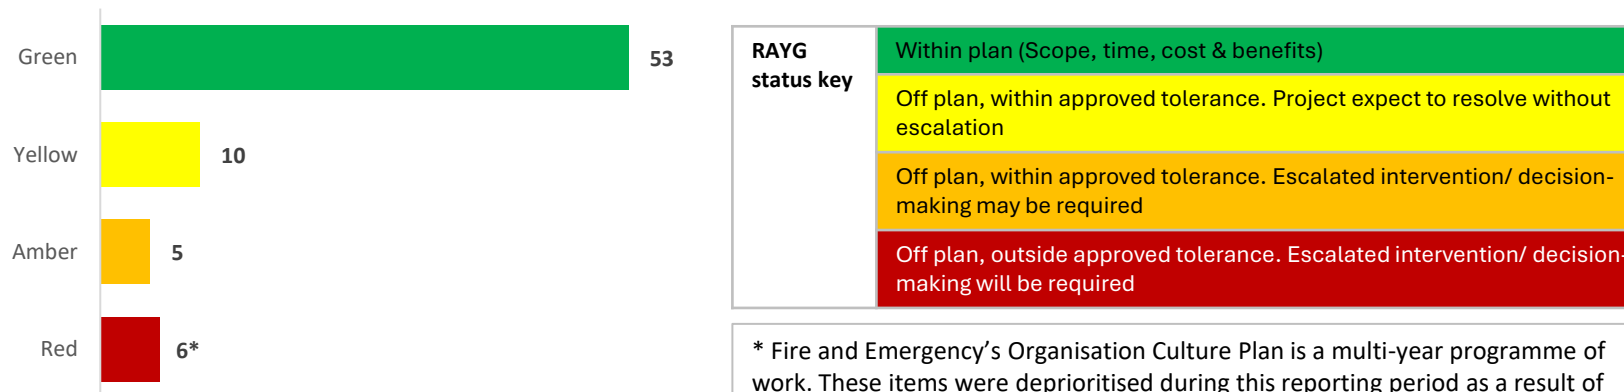 Green
53
Yellow
10
Amber
5
Red
6*
RAYG
status key
Within plan (Scope, time, cost & benefits)
Off plan, within approved tolerance. Project expect to resolve without
escalation
Off plan, within approved tolerance. Escalated intervention/ decision-
making may be required
Off plan, outside approved tolerance. Escalated intervention/ decision-
making will be required
* Fire and Emergency’s Organisation Culture Plan is a multi-year programme of
work. These items were deprioritised during this reporting period as a result of